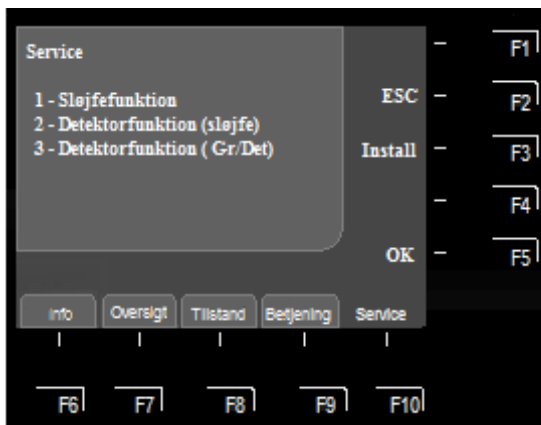 Service
1 - Sløjfefunktion
2 - Detektorfunktion (sløjfe)
3 - Detektorfunktion ( Gr/Det)
ESC
Install
OK
F1
F2
F3
F4
F5
Info Oversigt Tilstand Betjening Service
F6 F7 F8 F9 F10